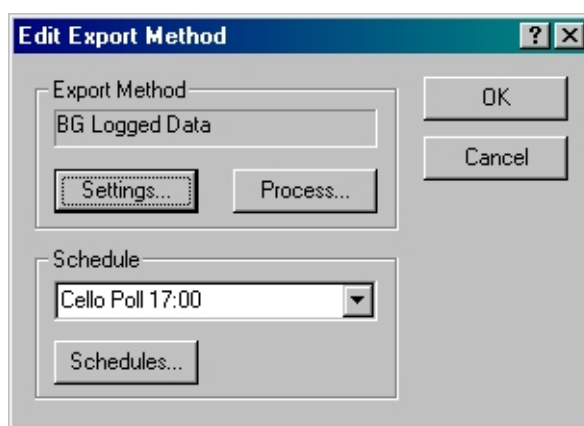 Edit Export Method
Export Method
BG Logged Data
Settings...
Process...
OK
Cancel
Schedule
Cello Poll 17:00
Schedules...